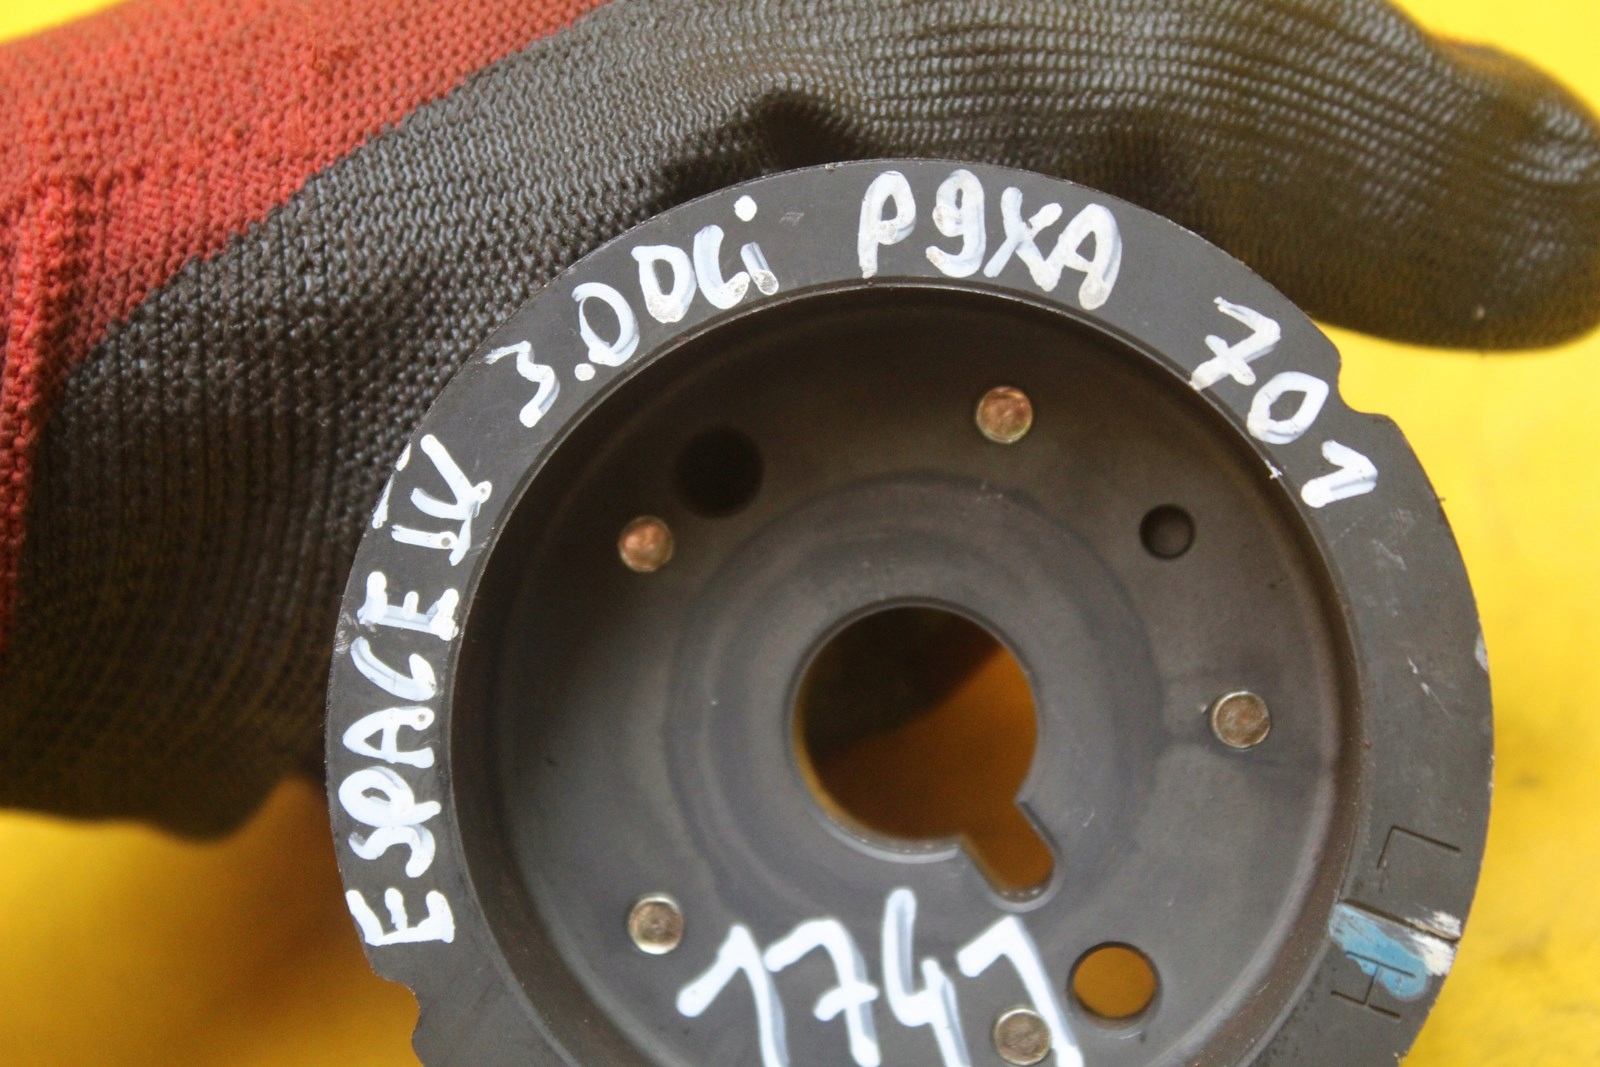 ESPACE IV 3.0DCi P9XA 701
1747
L
A